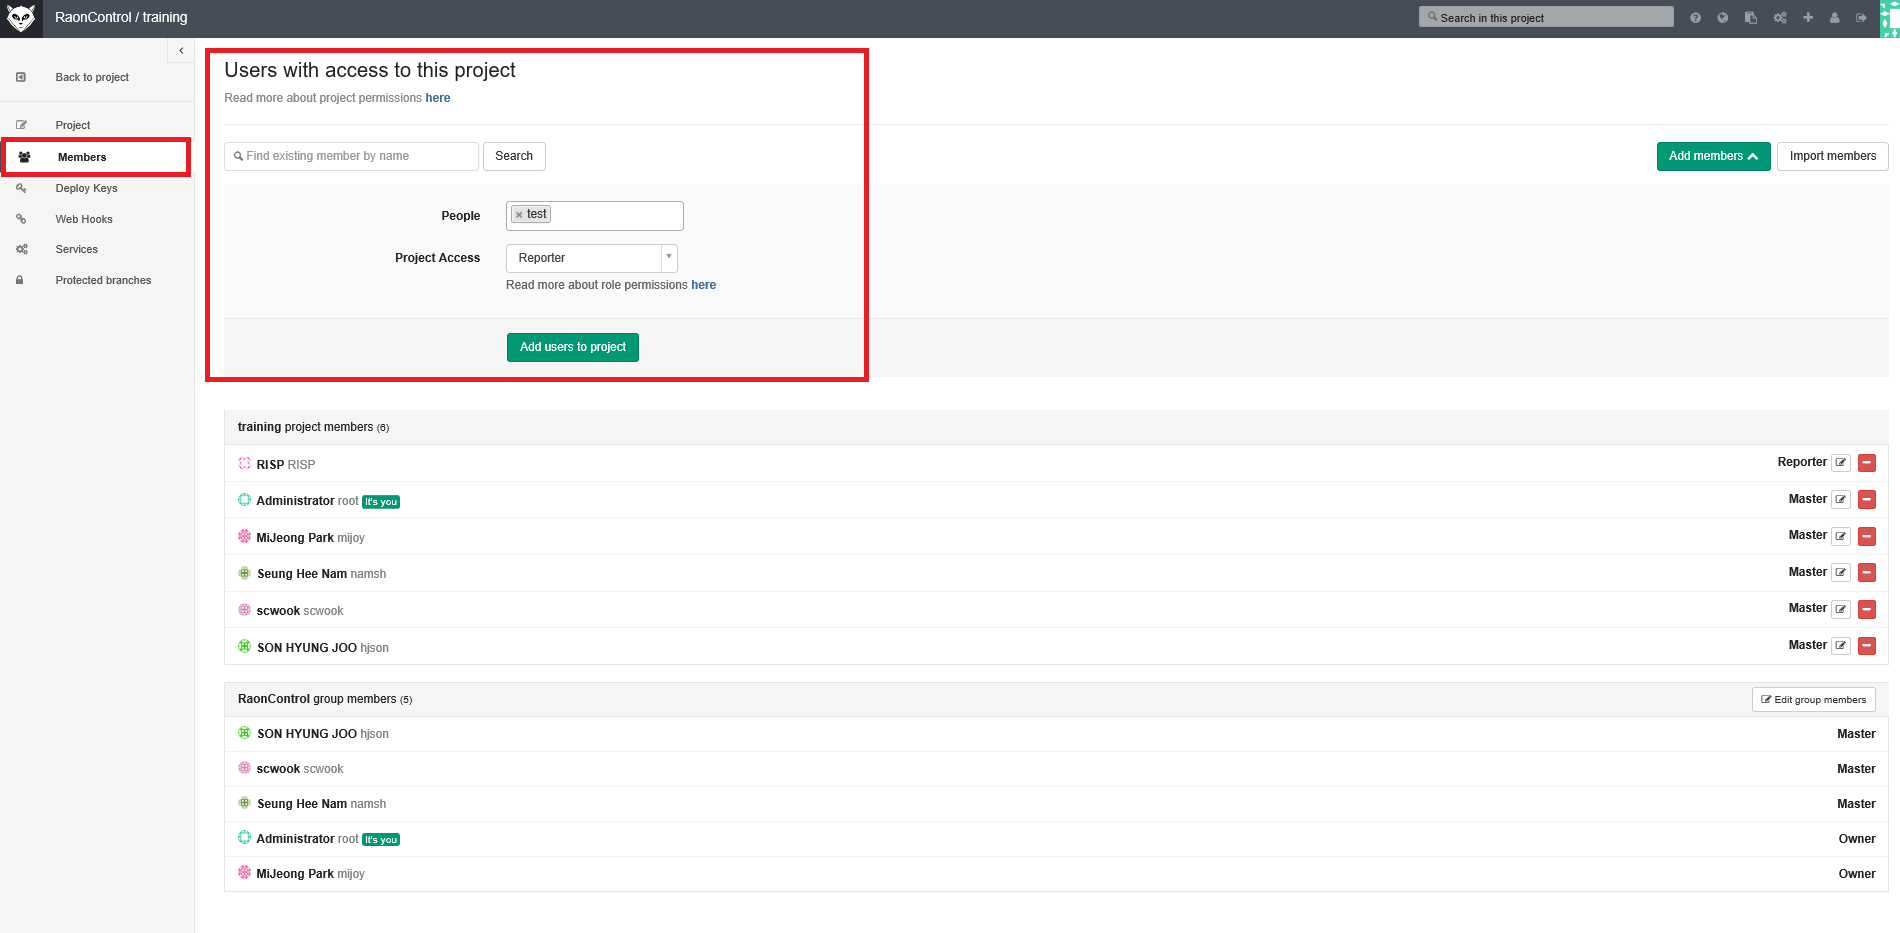 RaonControl / training
Search in this project
Back to project
Project
Members
Deploy Keys
Web Hooks
Services
Protected branches
Users with access to this project
Read more about project permissions here
Find existing member by name
Search
Add members
Import members
People
test
Project Access
Reporter
Read more about role permissions here
Add users to project
training project members (6)
RISP RISP Reporter
Administrator root It's you Master
MiJeong Park mijoy Master
Seung Hee Nam namsh Master
scwook scwook Master
SON HYUNG JOO hjson Master
RaonControl group members (5) Edit group members
SON HYUNG JOO hjson Master
scwook scwook Master
Seung Hee Nam namsh Master
Administrator root It's you Owner
MiJeong Park mijoy Owner